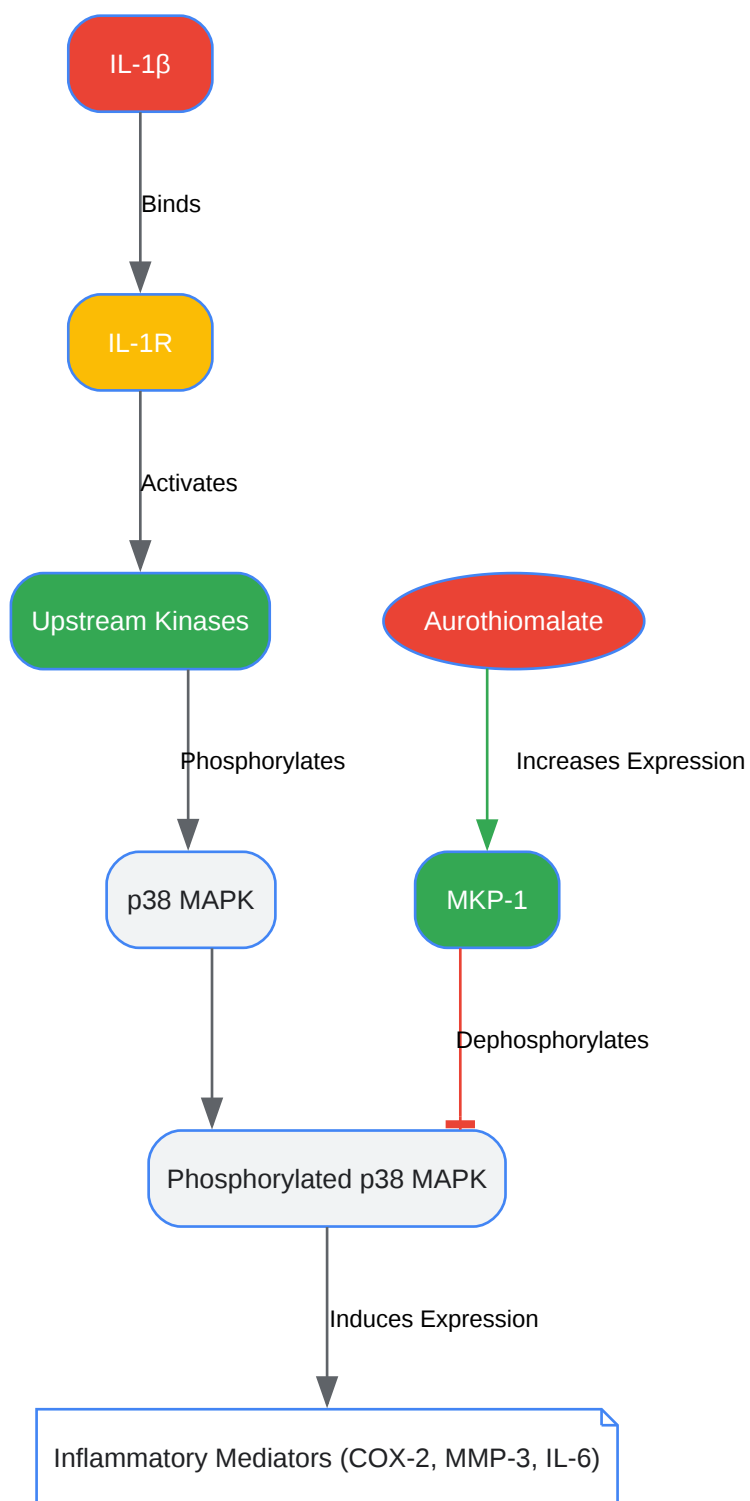 IL-1β
Binds
IL-1R
Activates
Upstream Kinases
Aurothiomalate
Phosphorylates
Increases Expression
p38 MAPK
MKP-1
Dephosphorylates
Phosphorylated p38 MAPK
Induces Expression
Inflammatory Mediators (COX-2, MMP-3, IL-6)